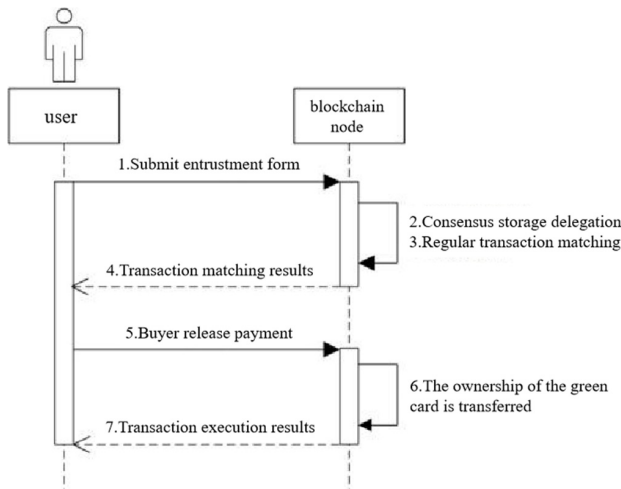 user
blockchain
node
1.Submit entrustment form
2.Consensus storage delegation
3.Regular transaction matching
4.Transaction matching results
5.Buyer release payment
6.The ownership of the green
card is transferred
7.Transaction execution results